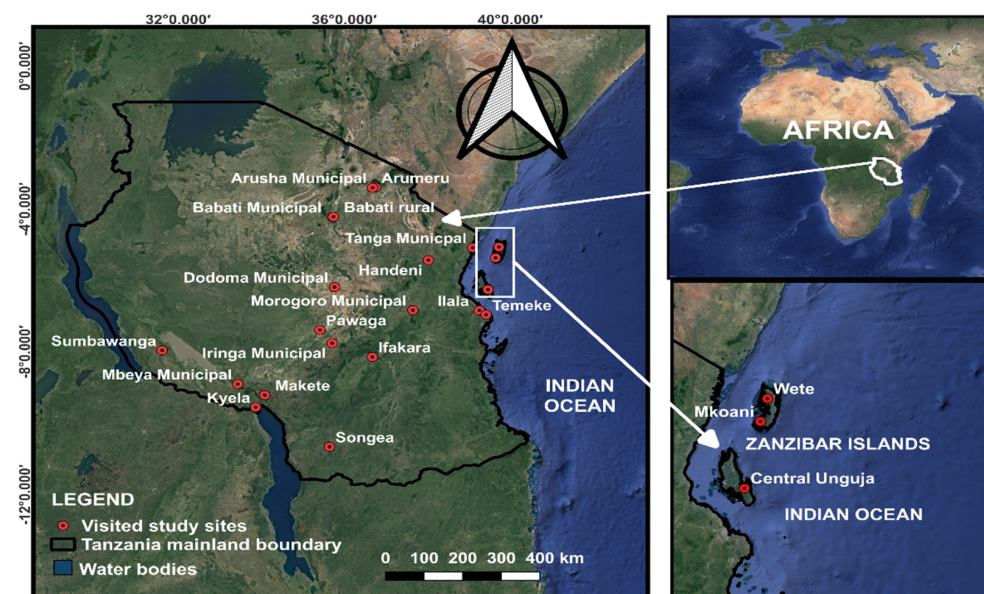 32°0.000'
36°0.000'
40°0.000'
0°0.000'
-4°0.000'
-8°0.000'
-12°0.000'
Arusha Municipal
Arumeru
Babati Municipal
Babati rural
Tanga Municpal
Handeni
Dodoma Municipal
Morogoro Municipal
Ilala
Temeke
Pawaga
Sumbawanga
Iringa Municipal
Ifakara
Mbeya Municipal
Makete
Kyela
Songea
INDIAN
OCEAN
LEGEND
Visited study sites
Tanzania mainland boundary
Water bodies
0 100 200 300 400 km
AFRICA
Wete
Mkoani
ZANZIBAR ISLANDS
Central Unguja
INDIAN OCEAN